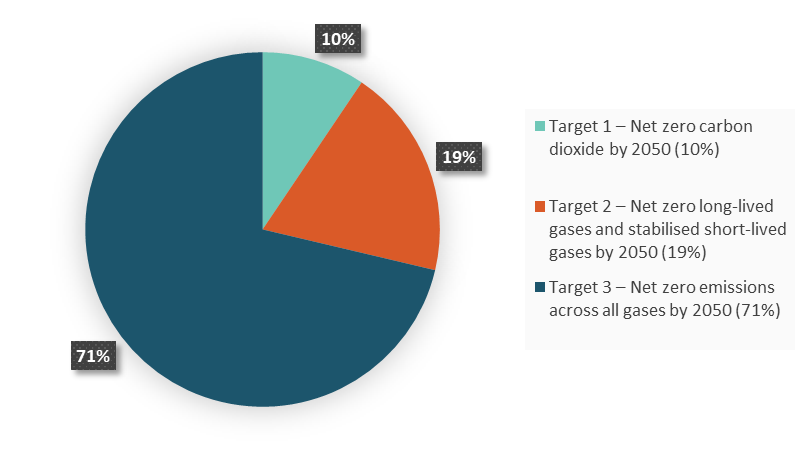 10%
19%
71%
Target 1 – Net zero carbon
dioxide by 2050 (10%)
Target 2 – Net zero long-lived
gases and stabilised short-lived
gases by 2050 (19%)
Target 3 – Net zero emissions
across all gases by 2050 (71%)